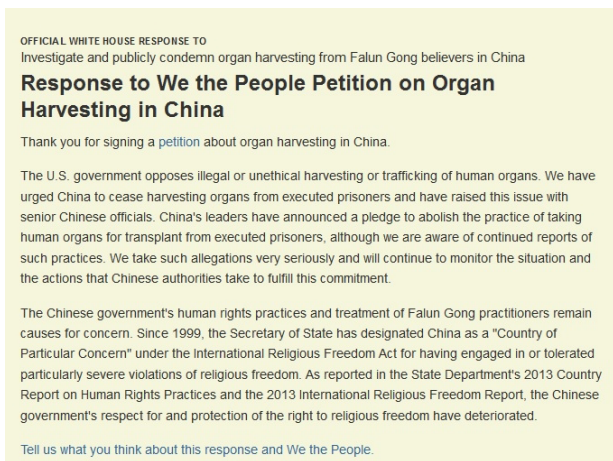 OFFICIAL WHITE HOUSE RESPONSE TO
Investigate and publicly condemn organ harvesting from Falun Gong believers in China
Response to We the People Petition on Organ
Harvesting in China
Thank you for signing a petition about organ harvesting in China.
The U.S. government opposes illegal or unethical harvesting or trafficking of human organs. We have
urged China to cease harvesting organs from executed prisoners and have raised this issue with
senior Chinese officials. China's leaders have announced a pledge to abolish the practice of taking
human organs for transplant from executed prisoners, although we are aware of continued reports of
such practices. We take such allegations very seriously and will continue to monitor the situation and
the actions that Chinese authorities take to fulfill this commitment.
The Chinese government's human rights practices and treatment of Falun Gong practitioners remain
causes for concern. Since 1999, the Secretary of State has designated China as a "Country of
Particular Concern" under the International Religious Freedom Act for having engaged in or tolerated
particularly severe violations of religious freedom. As reported in the State Department's 2013 Country
Report on Human Rights Practices and the 2013 International Religious Freedom Report, the Chinese
government's respect for and protection of the right to religious freedom have deteriorated.
Tell us what you think about this response and We the People.